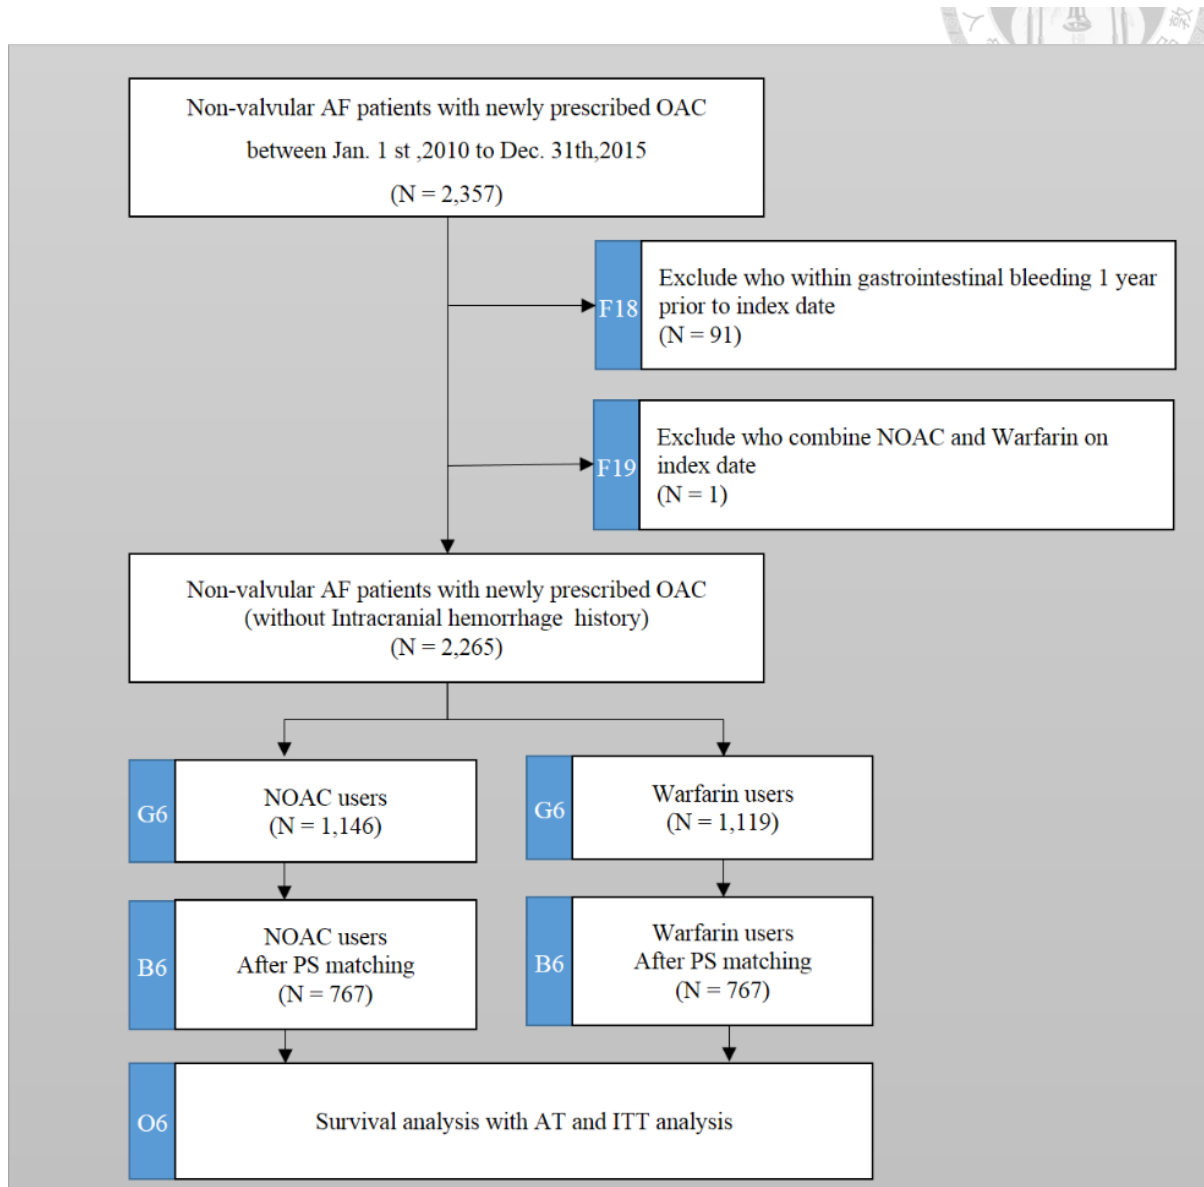 Non-valvular AF patients with newly prescribed OAC
between Jan. 1 st ,2010 to Dec. 31th,2015
(N = 2,357)
F18
Exclude who within gastrointestinal bleeding 1 year
prior to index date
(N = 91)
F19
Exclude who combine NOAC and Warfarin on
index date
(N = 1)
Non-valvular AF patients with newly prescribed OAC
(without Intracranial hemorrhage history)
(N = 2,265)
G6
NOAC users
(N = 1,146)
G6
Warfarin users
(N = 1,119)
B6
NOAC users
After PS matching
(N = 767)
B6
Warfarin users
After PS matching
(N = 767)
O6
Survival analysis with AT and ITT analysis